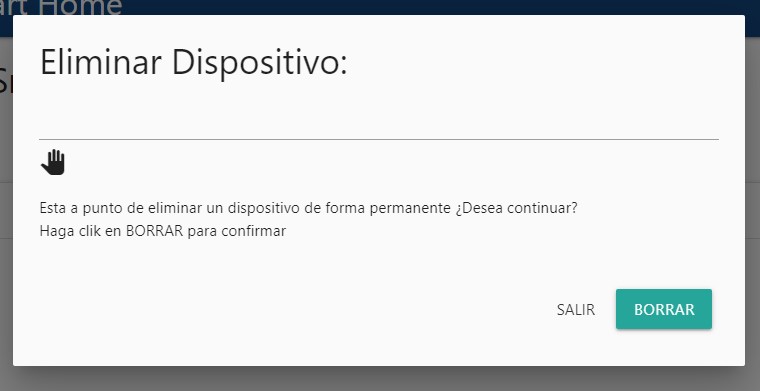 art Home
Eliminar Dispositivo:
Esta a punto de eliminar un dispositivo de forma permanente ¿Desea continuar?
Haga clik en BORRAR para confirmar
SALIR
BORRAR